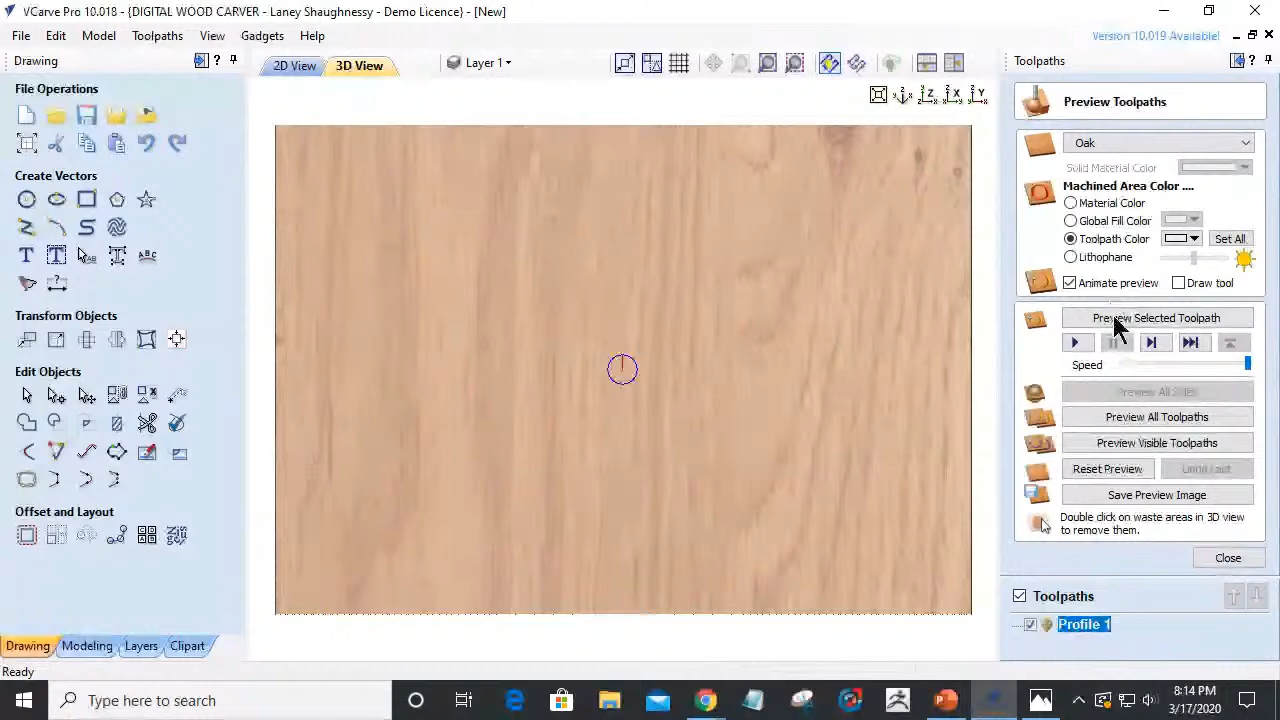 VCarve Pro 10.018 - {DIGITAL WOOD CARVER - Laney Shaughnessy - Demo Licence} - [New]
File Edit Model Toolpaths View Gadgets Help
Version 10.019 Available!
Drawing
2D View 3D View Layer 1
Toolpaths
File Operations
Create Vectors
Transform Objects
Edit Objects
Offset and Layout
Drawing Modeling Layers Clipart
Ready
Z X Y
Preview Toolpaths
Oak
Solid Material Color
Machined Area Color ....
Material Color
Global Fill Color
Toolpath Color Set All
Lithophane
Animate preview Draw tool
Preview Selected Toolpath
Speed
Preview All Sides
Preview All Toolpaths
Preview Visible Toolpaths
Reset Preview Undo Last
Save Preview Image
Double click on waste areas in 3D view
to remove them.
Close
Toolpaths
Profile 1
Type here to search
8:14 PM
3/17/2020